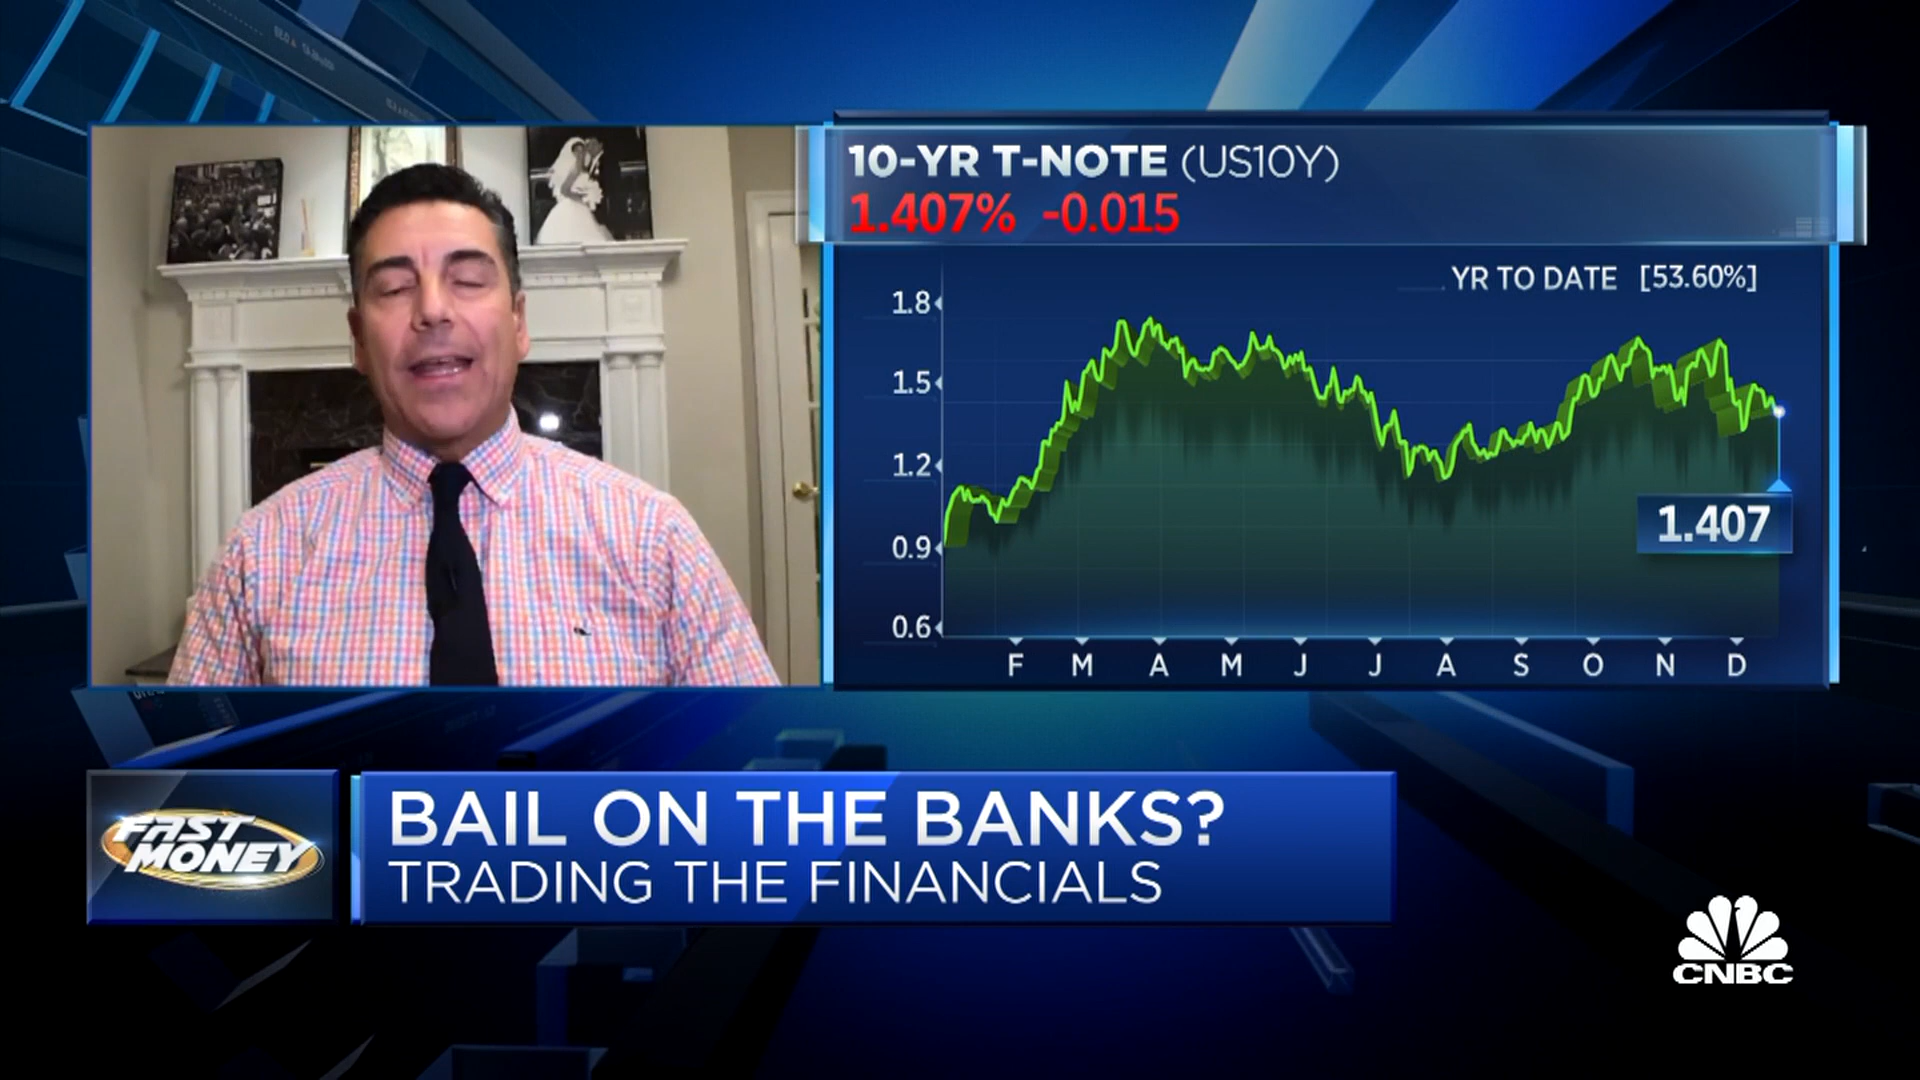 10-YR T-NOTE (US10Y)
1.407% -0.015
YR TO DATE [53.60%]
1.8
1.5
1.2
0.9
0.6
1.407
F M A M J J A S O N D
FAST
MONEY
BAIL ON THE BANKS?
TRADING THE FINANCIALS
CNBC